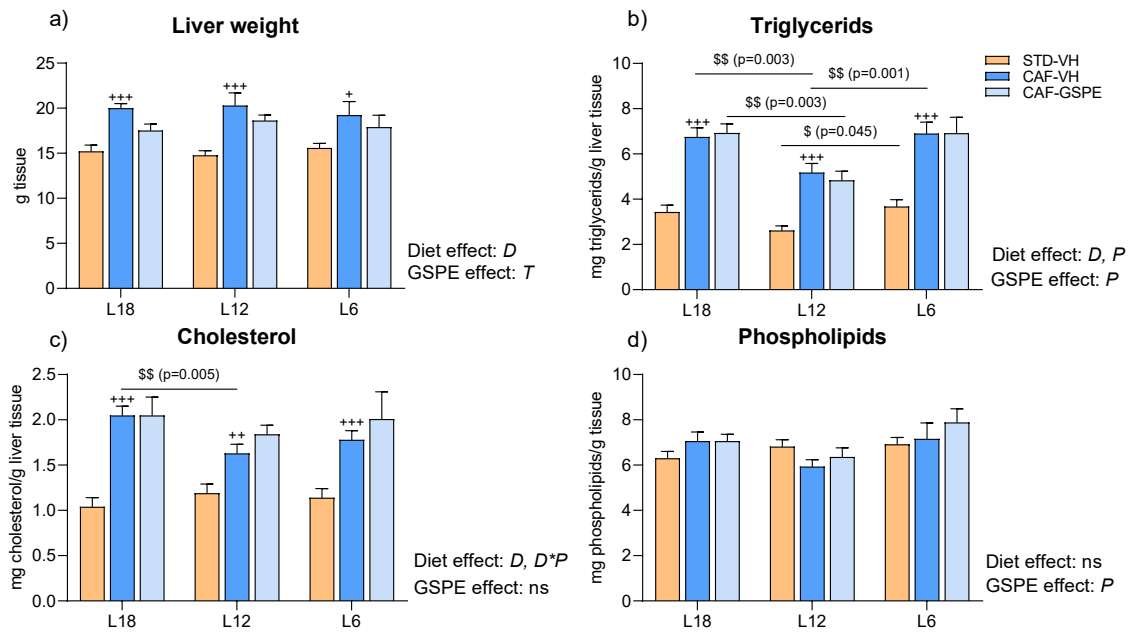 a)
Liver weight
25
20
15
10
5
0
g tissue
+++
+++
+
L18
L12
L6
Diet effect: D
GSPE effect: T
b)
Triglycerids
STD-VH
CAF-VH
CAF-GSPE
10
8
6
4
2
0
mg triglycerids/g liver tissue
$$ (p=0.003)
$$ (p=0.001)
$$ (p=0.003)
$ (p=0.045)
+++
+++
+++
L18
L12
L6
Diet effect: D, P
GSPE effect: P
c)
Cholesterol
2.5
2.0
1.5
1.0
0.5
0.0
mg cholesterol/g liver tissue
$$ (p=0.005)
+++
++
+++
L18
L12
L6
Diet effect: D, D*P
GSPE effect: ns
d)
Phospholipids
10
8
6
4
2
0
mg phospholipids/g tissue
L18
L12
L6
Diet effect: ns
GSPE effect: P